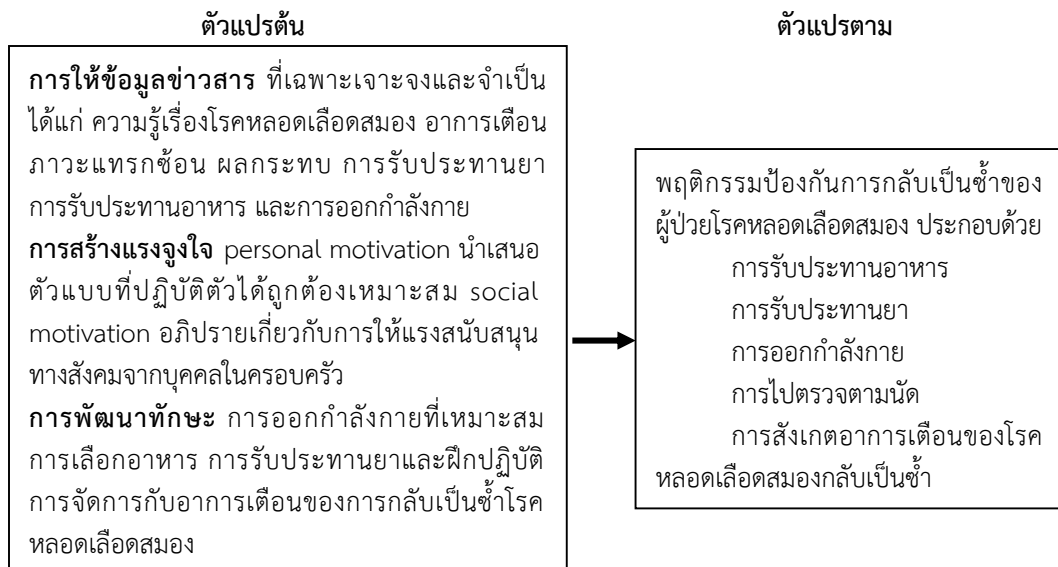 ตัวแปรต้น
ตัวแปรตาม
การให้ข้อมูลข่าวสาร ที่เฉพาะเจาะจงและจำเป็น
ได้แก่ ความรู้เรื่องโรคหลอดเลือดสมอง อาการเตือน
ภาวะแทรกซ้อน ผลกระทบ การรับประทานยา
การรับประทานอาหาร และการออกกำลังกาย
การสร้างแรงจูงใจ personal motivation นำเสนอ
ตัวแบบที่ปฏิบัติตัวได้ถูกต้องเหมาะสม social
motivation อภิปรายเกี่ยวกับการให้แรงสนับสนุน
ทางสังคมจากบุคคลในครอบครัว
การพัฒนาทักษะ การออกกำลังกายที่เหมาะสม
การเลือกอาหาร การรับประทานยาและฝึกปฏิบัติ
การจัดการกับอาการเตือนของการกลับเป็นซ้ำโรค
หลอดเลือดสมอง
พฤติกรรมป้องกันการกลับเป็นซ้ำของ
ผู้ป่วยโรคหลอดเลือดสมอง ประกอบด้วย
การรับประทานอาหาร
การรับประทานยา
การออกกำลังกาย
การไปตรวจตามนัด
การสังเกตอาการเตือนของโรค
หลอดเลือดสมองกลับเป็นซ้ำ